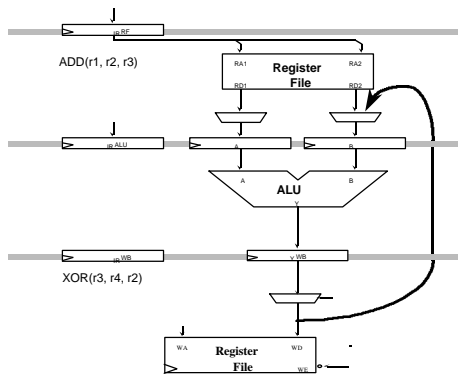 IR RF
ADD(r1, r2, r3)
RA1 RA2
Register
File
RD1 RD2
IR ALU A B
A B
ALU
Y
IR WB Y WB
XOR(r3, r4, r2)
WA Register WD
File WE